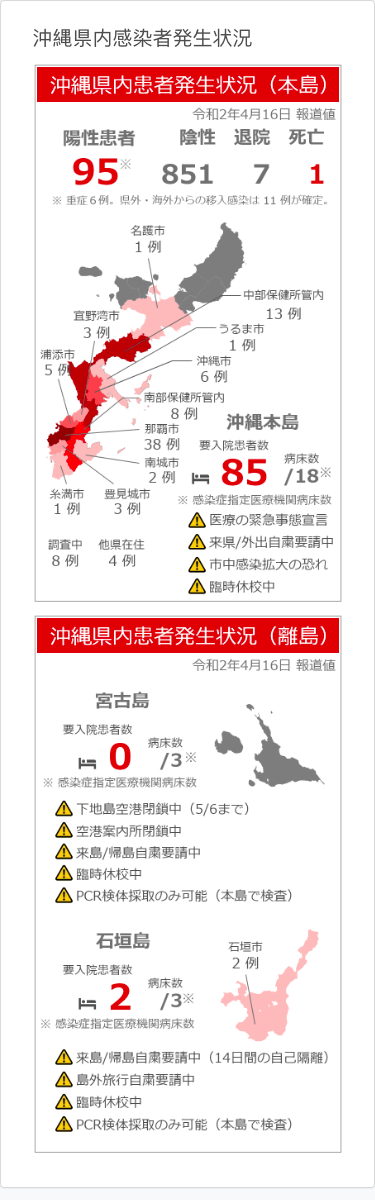 沖縄県内感染者発生状況
沖縄県内患者発生状況（本島）
令和2年4月16日 報道値
陽性患者 陰性 退院 死亡
95※ 851 7 1
※ 重症６例。県外・海外からの移入感染は 11 例が確定。
名護市
1 例
中部保健所管内
13 例
宜野湾市
3 例
うるま市
1 例
浦添市
5 例
沖縄市
6 例
南部保健所管内
8 例
那覇市
38 例
南城市
2 例
糸満市
1 例
豊見城市
3 例
調査中
8 例
他県在住
4 例
沖縄本島
要入院患者数
85
病床数
/18※
※ 感染症指定医療機関病床数
医療の緊急事態宣言
来県/外出自粛要請中
市中感染拡大の恐れ
臨時休校中
沖縄県内患者発生状況（離島）
令和2年4月16日 報道値
宮古島
要入院患者数
0
病床数
/3※
※ 感染症指定医療機関病床数
下地島空港閉鎖中（5/6まで）
空港案内所閉鎖中
来島/帰島自粛要請中
臨時休校中
PCR検体採取のみ可能（本島で検査）
石垣島
要入院患者数
2
病床数
/3※
※ 感染症指定医療機関病床数
石垣市
2 例
来島/帰島自粛要請中（14日間の自己隔離）
島外旅行自粛要請中
臨時休校中
PCR検体採取のみ可能（本島で検査）